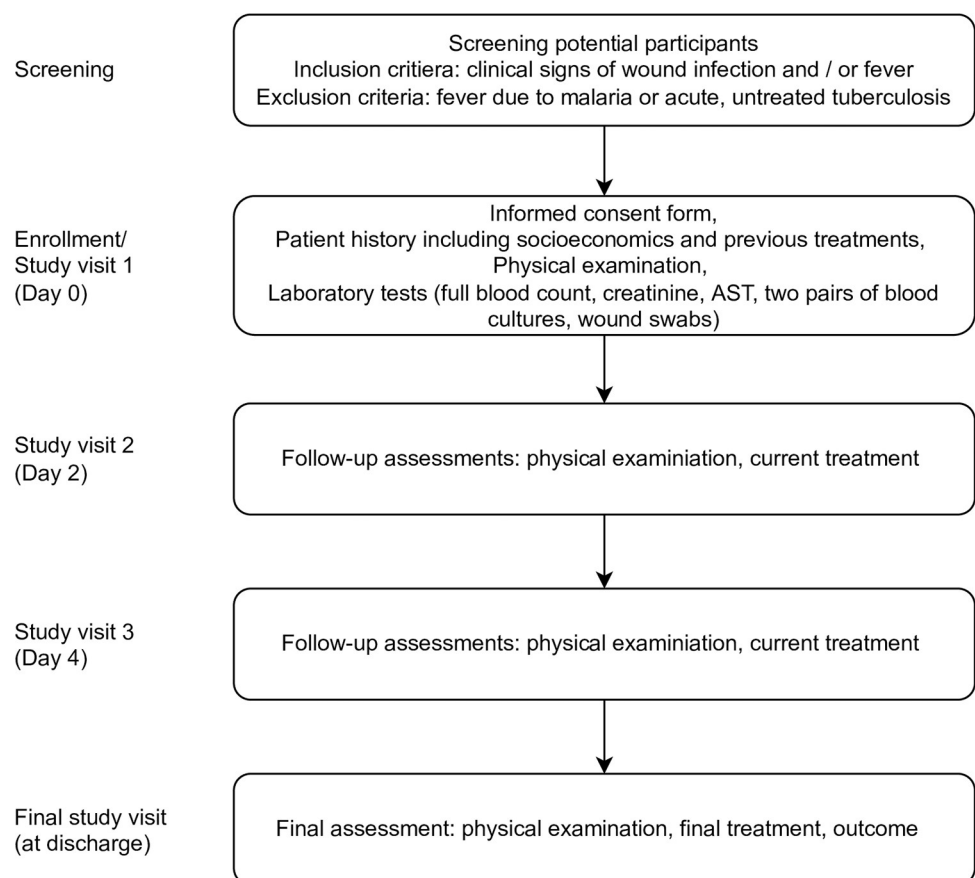 Screening
Screening potential participants
Inclusion critiera: clinical signs of wound infection and / or fever
Exclusion criteria: fever due to malaria or acute, untreated tuberculosis
Enrollment/
Study visit 1
(Day 0)
Informed consent form,
Patient history including socioeconomics and previous treatments,
Physical examination,
Laboratory tests (full blood count, creatinine, AST, two pairs of blood
cultures, wound swabs)
Study visit 2
(Day 2)
Follow-up assessments: physical examiniation, current treatment
Study visit 3
(Day 4)
Follow-up assessments: physical examiniation, current treatment
Final study visit
(at discharge)
Final assessment: physical examination, final treatment, outcome